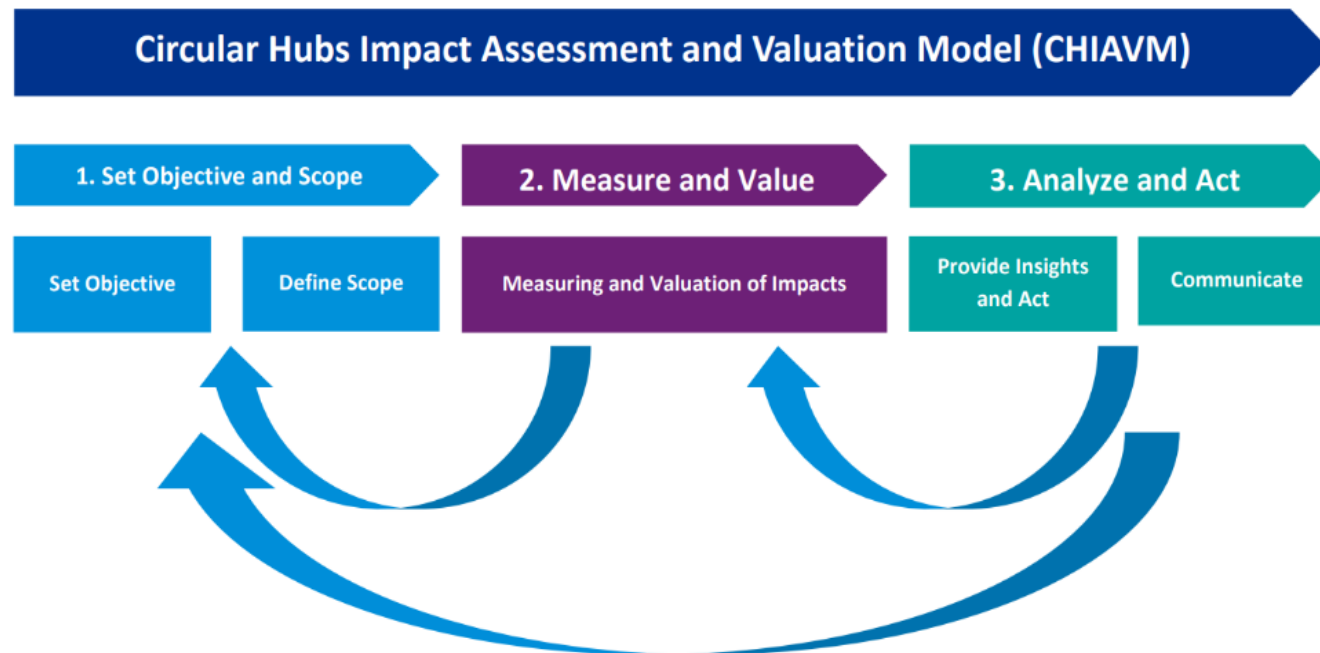 Circular Hubs Impact Assessment and Valuation Model (CHIAVM)
1. Set Objective and Scope
2. Measure and Value
3. Analyze and Act
Set Objective
Define Scope
Measuring and Valuation of Impacts
Provide Insights
and Act
Communicate